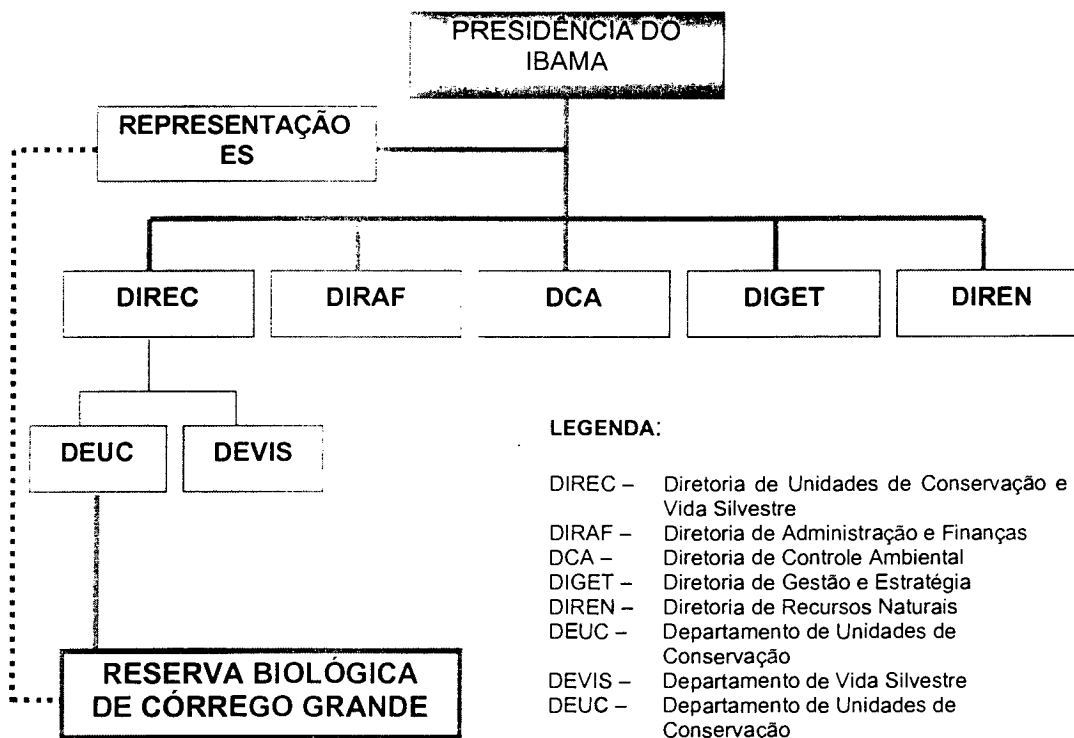 PRESIDÊNCIA DO
IBAMA
REPRESENTAÇÃO
ES
DIREC
DIRAF
DCA
DIGET
DIREN
DEUC
DEVIS
RESERVA BIOLÓGICA
DE CÓRREGO GRANDE
LEGENDA:
DIREC – Diretoria de Unidades de Conservação e
Vida Silvestre
DIRAF – Diretoria de Administração e Finanças
DCA – Diretoria de Controle Ambiental
DIGET – Diretoria de Gestão e Estratégia
DIREN – Diretoria de Recursos Naturais
DEUC – Departamento de Unidades de
Conservação
DEVIS – Departamento de Vida Silvestre
DEUC – Departamento de Unidades de
Conservação